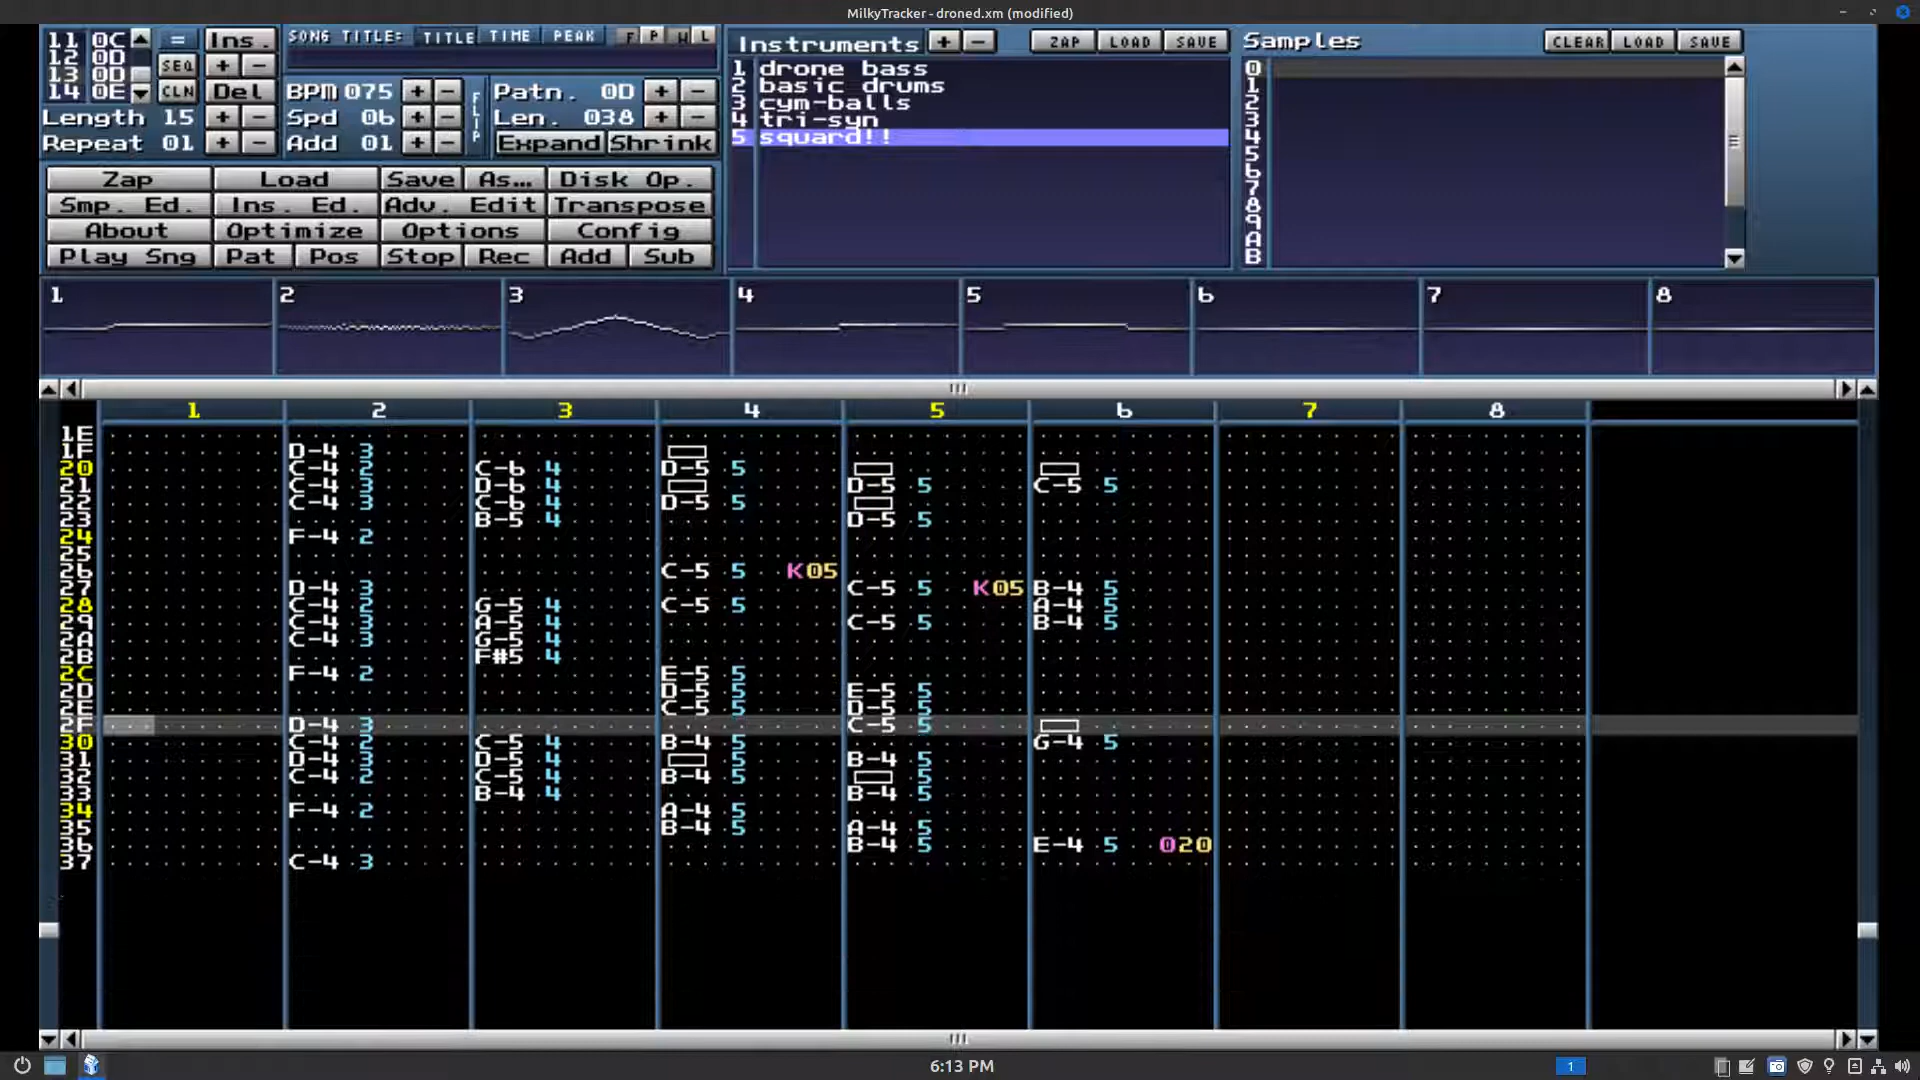 MilkyTracker - droned.xm (modified)
11 0C = Ins. SONG TITLE: TITLE TIME PEAK F P W L
12 0D SEQ + -
13 0D
14 0E CLN Del
Length 15 + -
Repeat 01 + -
BPM 075 + -
Spd 06 + -
Add 01 + -
FLIP
Patn. 0D + -
Len. 038 + -
Expand Shrink
Zap Load Save As... Disk Op.
Smp. Ed. Ins. Ed. Adv. Edit Transpose
About Optimize Options Config
Play Sng Pat Pos Stop Rec Add Sub
Instruments + - ZAP LOAD SAVE
1 drone bass
2 basic drums
3 cym-balls
4 tri-syn
5 squard!!
Samples CLEAR LOAD SAVE
0
1
2
3
4
5
6
7
8
9
A
B
1 2 3 4 5 6 7 8
1 2 3 4 5 6 7 8
1E
1F D-4 3
20 C-4 2 C-6 4 D-5 5
21 C-4 3 D-6 4 D-5 5 C-5 5
22 C-4 3 C-6 4 D-5 5
23 B-5 4 D-5 5
24 F-4 2
25
26 C-5 5 K05
27 D-4 3 C-5 5 K05 B-4 5
28 C-4 2 G-5 4 C-5 5 A-4 5
29 C-4 3 A-5 4 C-5 5 B-4 5
2A C-4 3 G-5 4
2B F#5 4
2C F-4 2 E-5 5
2D D-5 5 E-5 5
2E C-5 5 D-5 5
2F D-4 3 C-5 5
30 C-4 2 C-5 4 B-4 5 G-4 5
31 D-4 3 D-5 4 5 B-4 5
32 C-4 2 C-5 4 B-4 5 5
33 B-4 4 B-4 5
34 F-4 2 A-4 5
35 B-4 5 A-4 5
36 B-4 5 E-4 5 020
37 C-4 3
6:13 PM
1